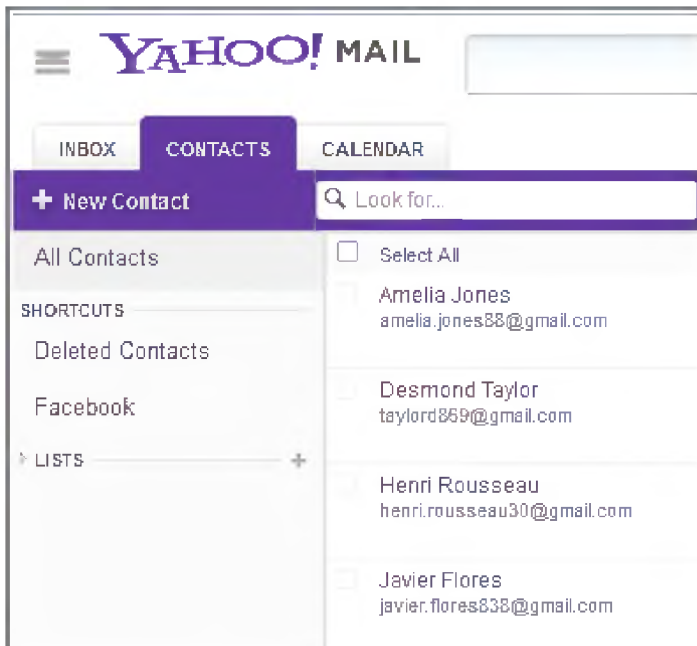 YAHOO! MAIL
INBOX CONTACTS CALENDAR
+ New Contact
Look for...
All Contacts
Select All
SHORTCUTS
Amelia Jones
amelia.jones88@gmail.com
Deleted Contacts
Desmond Taylor
taylord869@gmail.com
Facebook
LISTS +
Henri Rousseau
henri.rousseau30@gmail.com
Javier Flores
javier.flores838@gmail.com